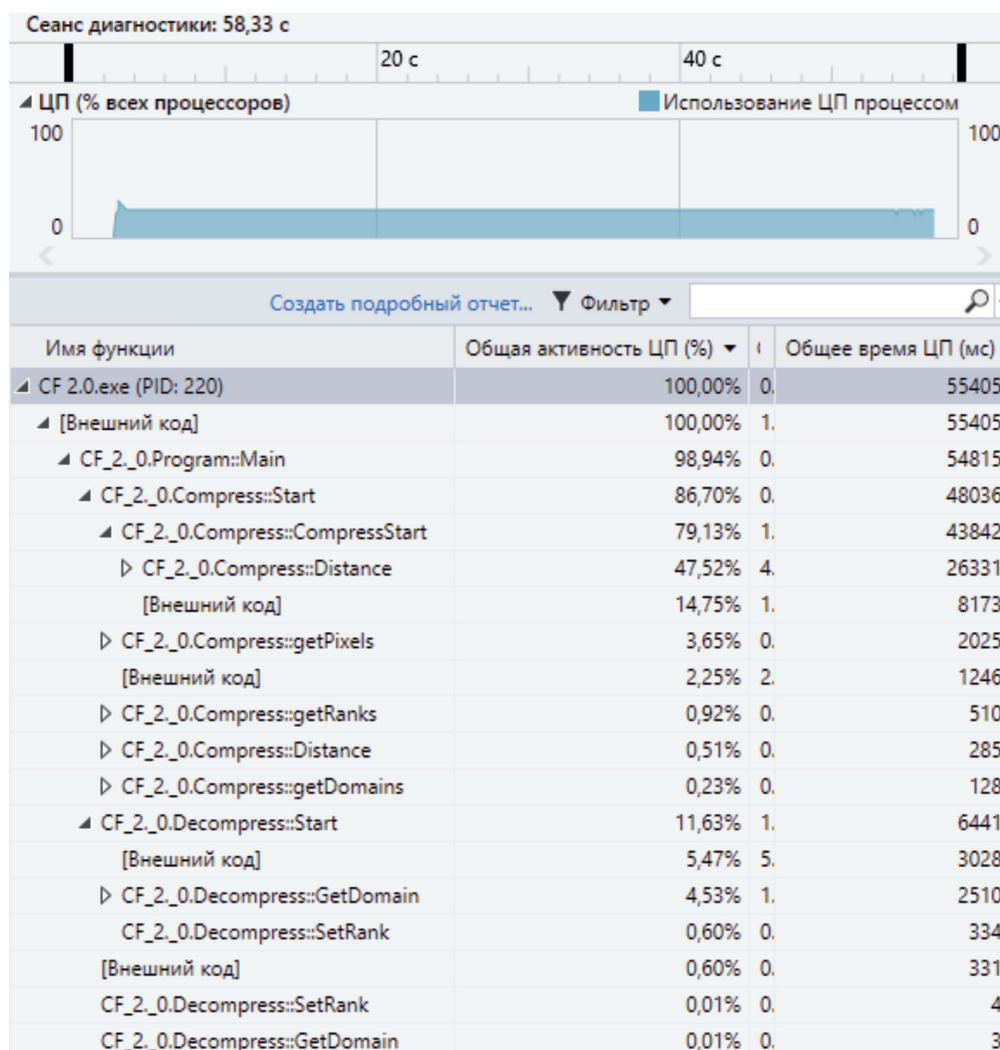 Сеанс диагностики: 58,33 с
20 с 40 с
ЦП (% всех процессоров) Использование ЦП процессом
100 100
0 0
Создать подробный отчет... Фильтр
Имя функции Общая активность ЦП (%) Общее время ЦП (мс)
CF 2.0.exe (PID: 220) 100,00% 0. 55405
[Внешний код] 100,00% 1. 55405
CF_2._0.Program::Main 98,94% 0. 54815
CF_2._0.Compress::Start 86,70% 0. 48036
CF_2._0.Compress::CompressStart 79,13% 1. 43842
CF_2._0.Compress::Distance 47,52% 4. 26331
[Внешний код] 14,75% 1. 8173
CF_2._0.Compress::getPixels 3,65% 0. 2025
[Внешний код] 2,25% 2. 1246
CF_2._0.Compress::getRanks 0,92% 0. 510
CF_2._0.Compress::Distance 0,51% 0. 285
CF_2._0.Compress::getDomains 0,23% 0. 128
CF_2._0.Decompress::Start 11,63% 1. 6441
[Внешний код] 5,47% 5. 3028
CF_2._0.Decompress::GetDomain 4,53% 1. 2510
CF_2._0.Decompress::SetRank 0,60% 0. 334
[Внешний код] 0,60% 0. 331
CF_2._0.Decompress::SetRank 0,01% 0. 4
CF_2._0.Decompress::GetDomain 0,01% 0. 3